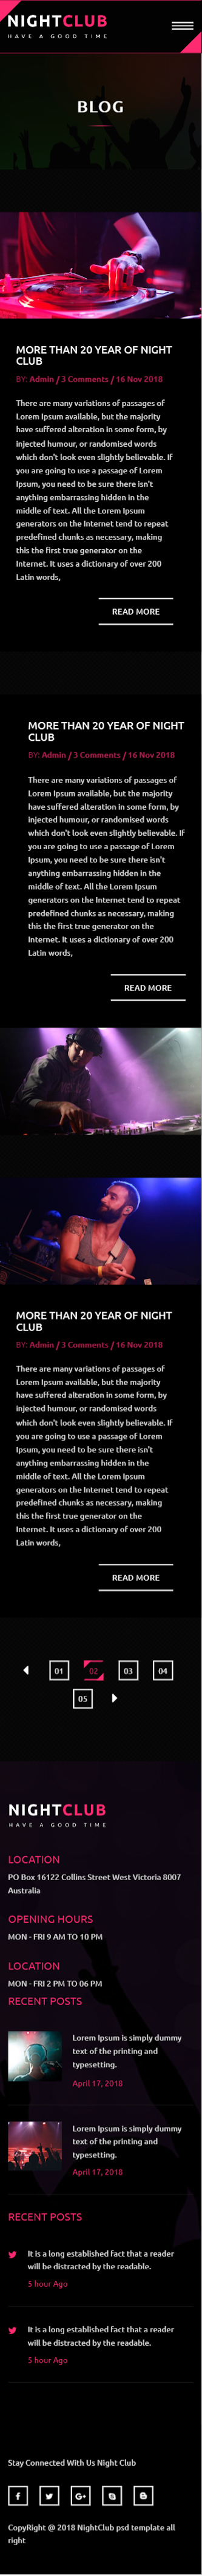 NIGHTCLUB
HAVE A GOOD TIME
BLOG
MORE THAN 20 YEAR OF NIGHT
CLUB
BY: Admin / 3 Comments / 16 Nov 2018
There are many variations of passages of
Lorem Ipsum available, but the majority
have suffered alteration in some form, by
injected humour, or randomised words
which don't look even slightly believable. If
you are going to use a passage of Lorem
Ipsum, you need to be sure there isn't
anything embarrassing hidden in the
middle of text. All the Lorem Ipsum
generators on the Internet tend to repeat
predefined chunks as necessary, making
this the first true generator on the
Internet. It uses a dictionary of over 200
Latin words,
READ MORE
MORE THAN 20 YEAR OF NIGHT
CLUB
BY: Admin / 3 Comments / 16 Nov 2018
There are many variations of passages of
Lorem Ipsum available, but the majority
have suffered alteration in some form, by
injected humour, or randomised words
which don't look even slightly believable. If
you are going to use a passage of Lorem
Ipsum, you need to be sure there isn't
anything embarrassing hidden in the
middle of text. All the Lorem Ipsum
generators on the Internet tend to repeat
predefined chunks as necessary, making
this the first true generator on the
Internet. It uses a dictionary of over 200
Latin words,
READ MORE
MORE THAN 20 YEAR OF NIGHT
CLUB
BY: Admin / 3 Comments / 16 Nov 2018
There are many variations of passages of
Lorem Ipsum available, but the majority
have suffered alteration in some form, by
injected humour, or randomised words
which don't look even slightly believable. If
you are going to use a passage of Lorem
Ipsum, you need to be sure there isn't
anything embarrassing hidden in the
middle of text. All the Lorem Ipsum
generators on the Internet tend to repeat
predefined chunks as necessary, making
this the first true generator on the
Internet. It uses a dictionary of over 200
Latin words,
READ MORE
01 02 03 04
05
NIGHTCLUB
HAVE A GOOD TIME
LOCATION
PO Box 16122 Collins Street West Victoria 8007
Australia
OPENING HOURS
MON - FRI 9 AM TO 10 PM
LOCATION
MON - FRI 2 PM TO 06 PM
RECENT POSTS
Lorem Ipsum is simply dummy
text of the printing and
typesetting.
April 17, 2018
Lorem Ipsum is simply dummy
text of the printing and
typesetting.
April 17, 2018
RECENT POSTS
It is a long established fact that a reader
will be distracted by the readable.
5 hour Ago
It is a long established fact that a reader
will be distracted by the readable.
5 hour Ago
Stay Connected With Us Night Club
CopyRight @ 2018 NightClub psd template all
right